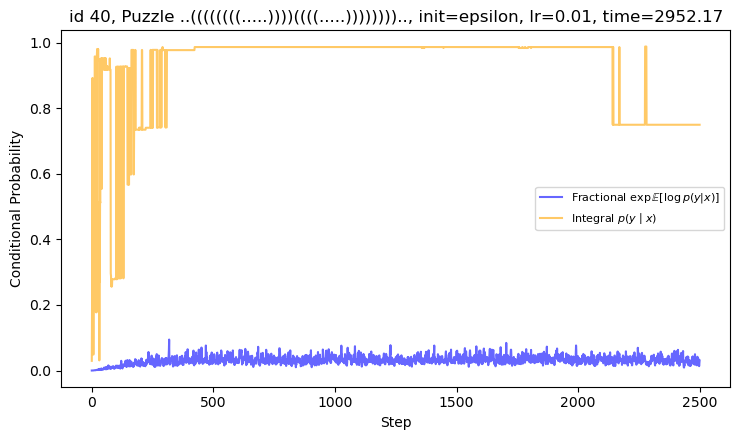 id 40, Puzzle ..((((((((.....))))((((.....)))))))).., init=epsilon, lr=0.01, time=2952.17
1.0
0.8
0.6
0.4
0.2
0.0
Conditional Probability
Fractional exp𝔼[log p(y|x)]
Integral p(y | x)
0
500
1000
1500
2000
2500
Step